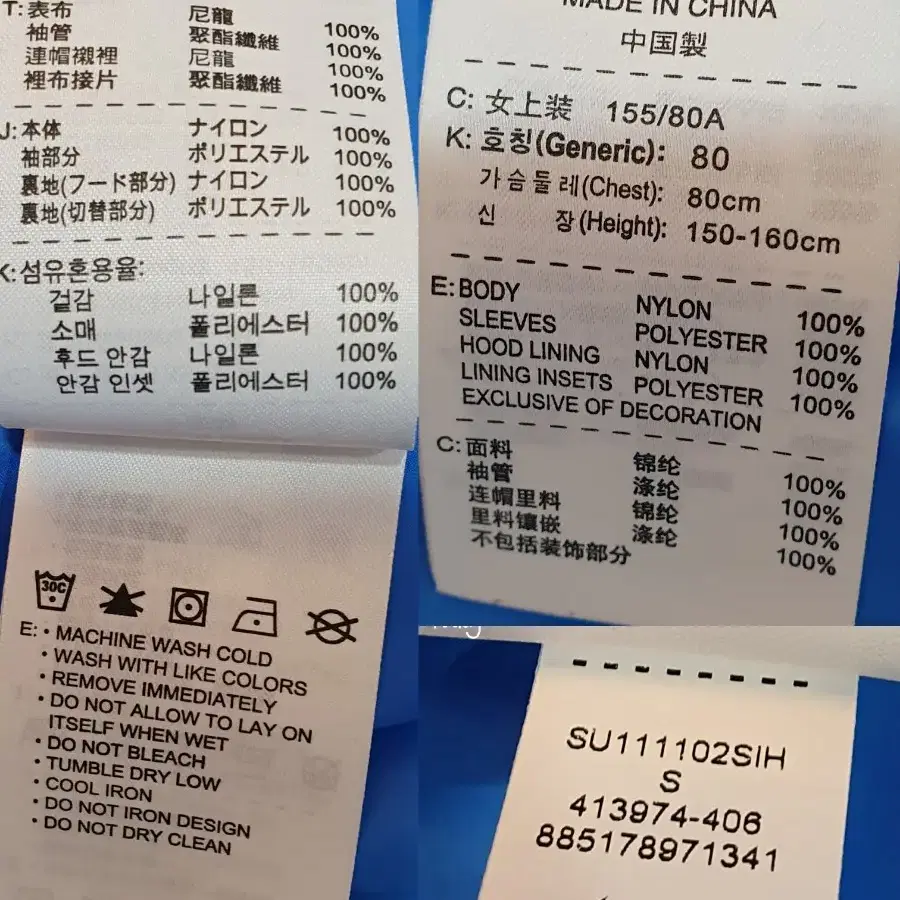 T: 表布 尼龍 100%
袖管 聚酯纖維 100%
連帽襯裡 尼龍 100%
裡布接片 聚酯纖維 100%
J: 本体 ナイロン 100%
袖部分 ポリエステル 100%
裏地(フード部分) ナイロン 100%
裏地(切替部分) ポリエステル 100%
K: 섬유혼용율:
겉감 나일론 100%
소매 폴리에스터 100%
후드 안감 나일론 100%
안감 인셋 폴리에스터 100%
30C
E: • MACHINE WASH COLD
• WASH WITH LIKE COLORS
• REMOVE IMMEDIATELY
• DO NOT ALLOW TO LAY ON
ITSELF WHEN WET
• DO NOT BLEACH
• TUMBLE DRY LOW
• COOL IRON
• DO NOT IRON DESIGN
• DO NOT DRY CLEAN
MADE IN CHINA
中国製
C: 女上装 155/80A
K: 호칭(Generic): 80
가슴둘레(Chest): 80cm
신 장(Height): 150-160cm
E: BODY NYLON 100%
SLEEVES POLYESTER 100%
HOOD LINING NYLON 100%
LINING INSETS POLYESTER 100%
EXCLUSIVE OF DECORATION
C: 面料 锦纶 100%
袖管 涤纶 100%
连帽里料 锦纶 100%
里料镶嵌 涤纶 100%
不包括装饰部分
SU111102SIH
S
413974-406
885178971341